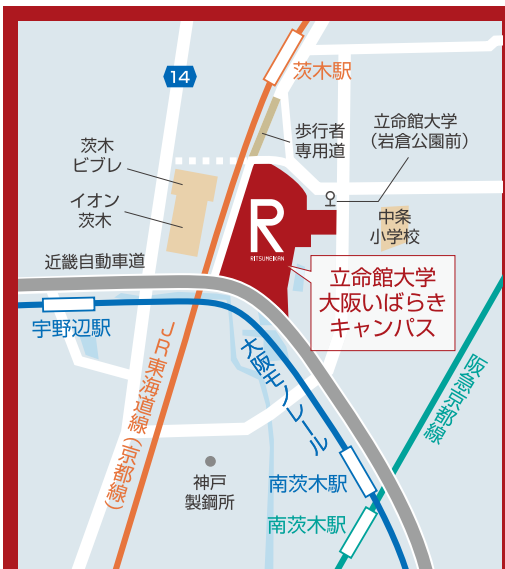 茨木駅
14
歩行者
専用道
立命館大学
(岩倉公園前)
茨木
ビブレ
イオン
茨木
中条
小学校
R
RITSUMEIKAN
近畿自動車道
立命館大学
大阪いばらき
キャンパス
宇野辺駅
JR東海道線(京都線)
大阪モノレール
阪急京都線
神戸
製鋼所
南茨木駅
南茨木駅